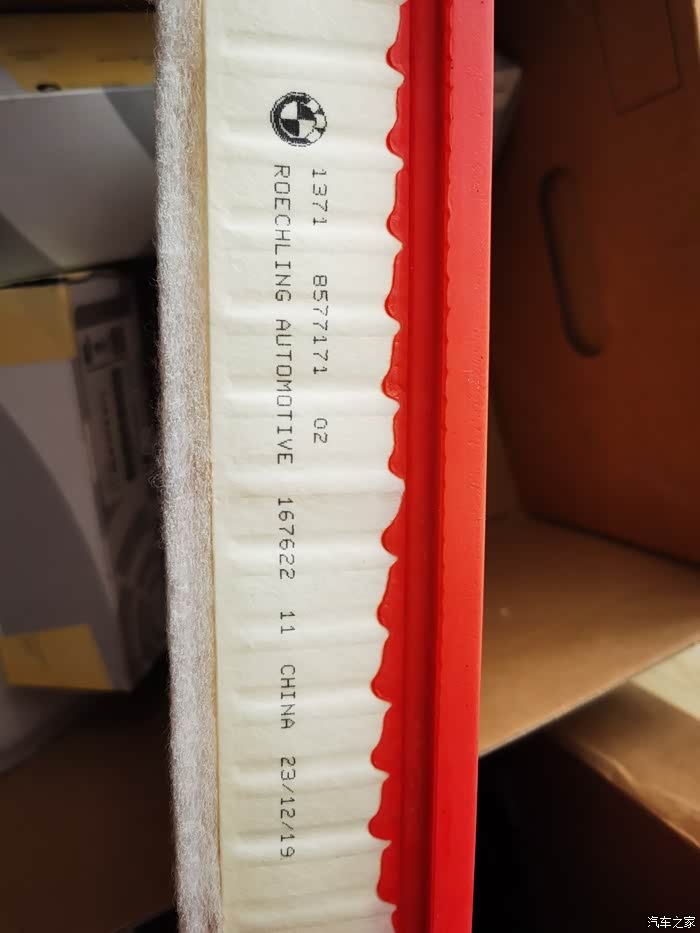 1371 8577171 02
ROECHLING AUTOMOTIVE 167622 11 CHINA 23/12/19
汽车之家